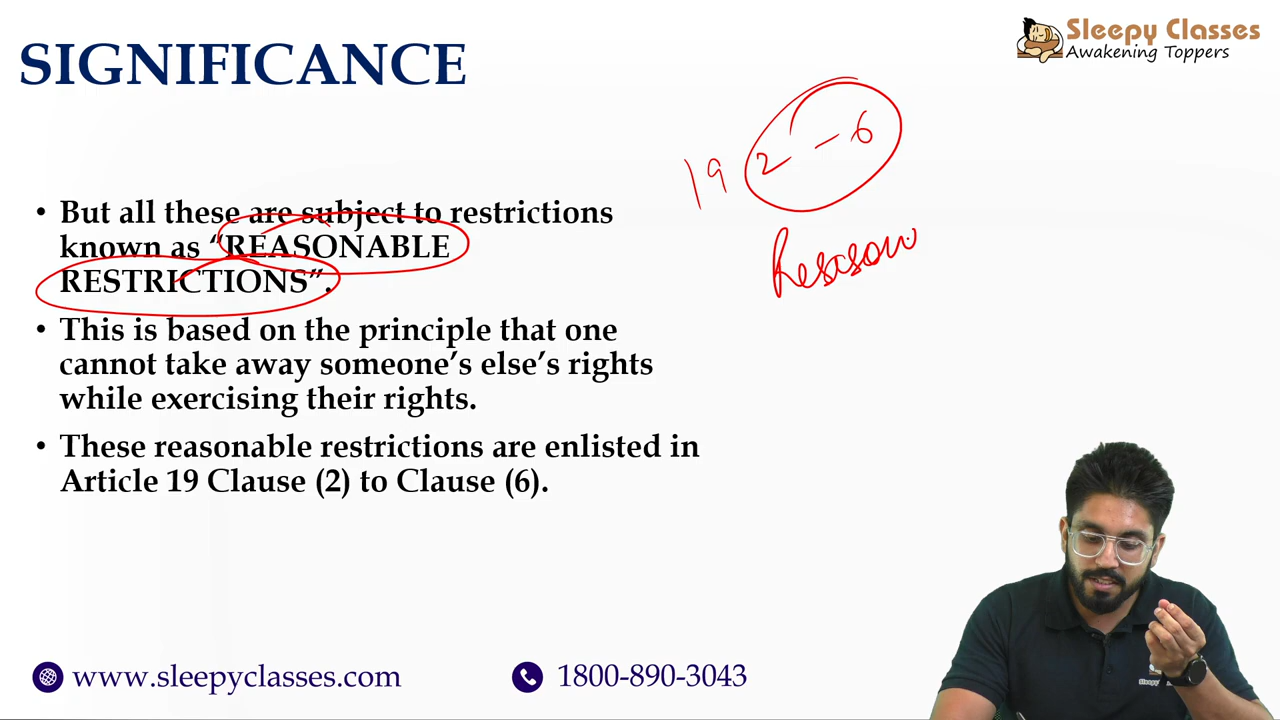 SIGNIFICANCE
Sleepy Classes
Awakening Toppers
19 2 – 6
Reason
• But all these are subject to restrictions
known as “REASONABLE
RESTRICTIONS”.
• This is based on the principle that one
cannot take away someone’s else’s rights
while exercising their rights.
• These reasonable restrictions are enlisted in
Article 19 Clause (2) to Clause (6).
www.sleepyclasses.com
1800-890-3043